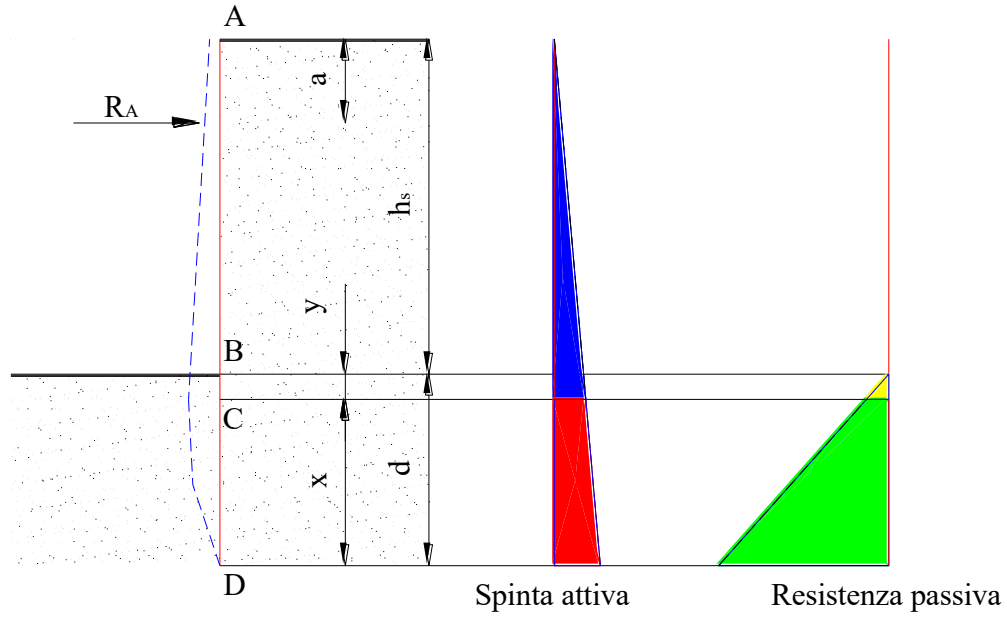 A
a
RA
hs
y
B
C
x
d
D
Spinta attiva
Resistenza passiva